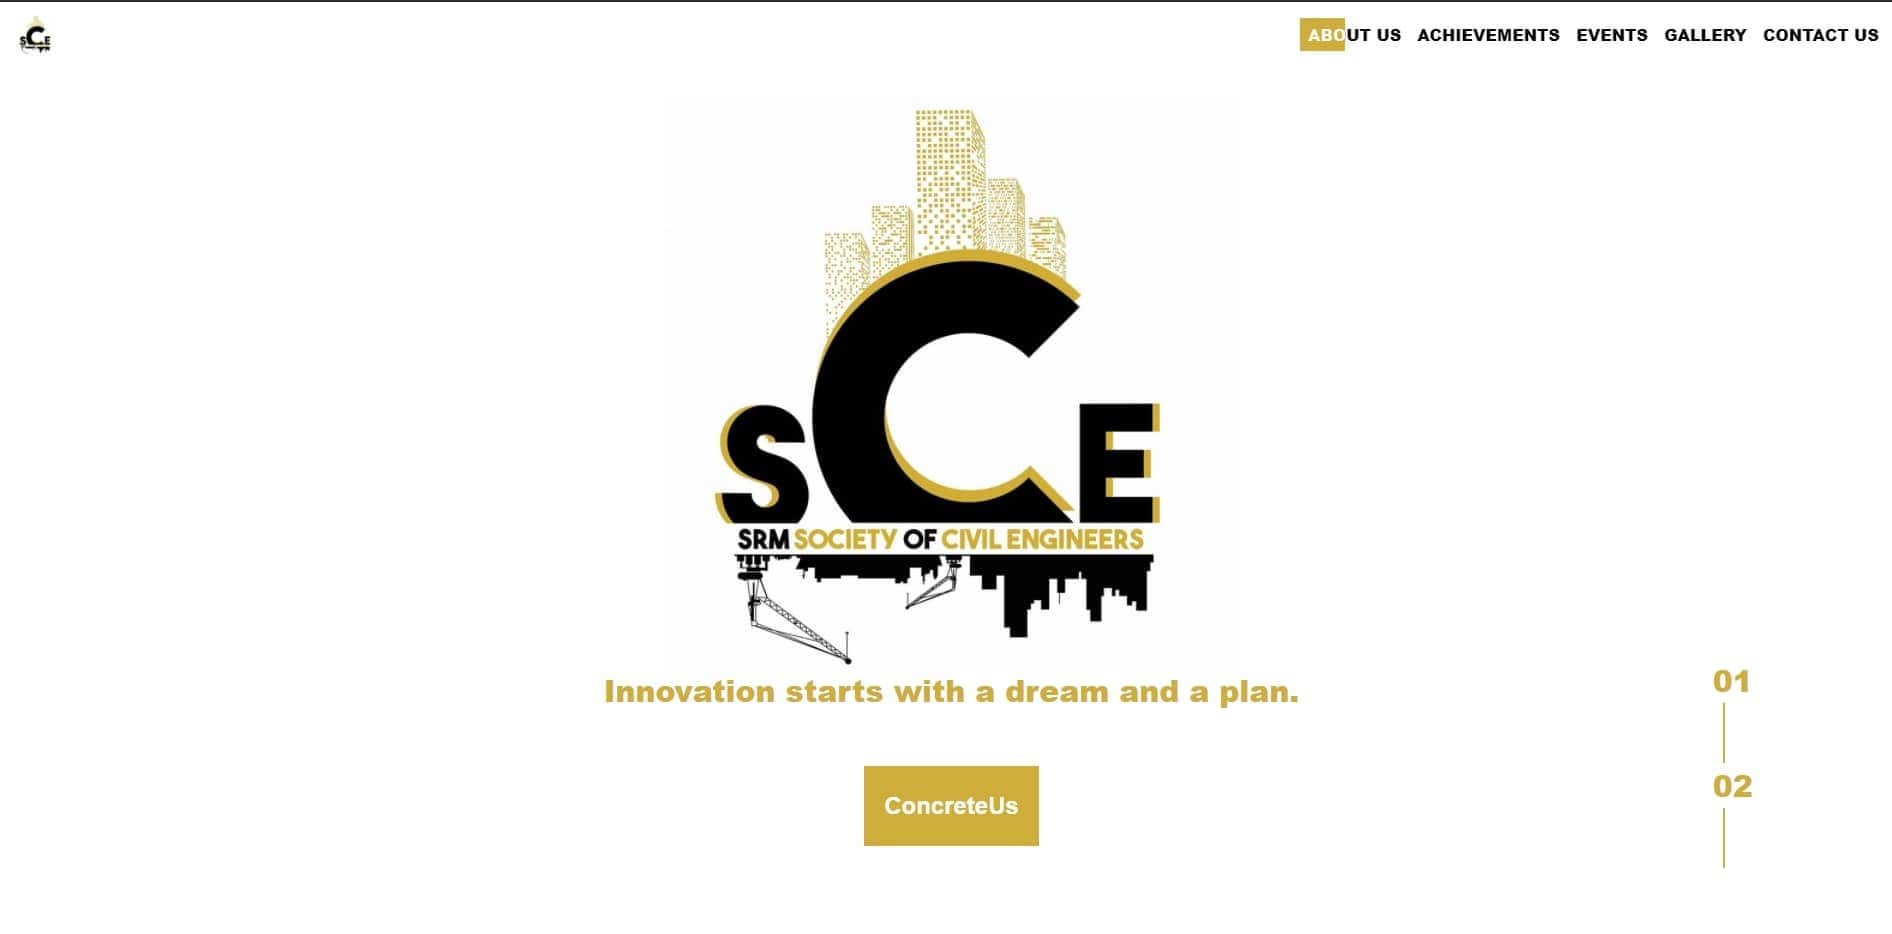 sCE
ABOUT US ACHIEVEMENTS EVENTS GALLERY CONTACT US
sCE
SRM SOCIETY OF CIVIL ENGINEERS
Innovation starts with a dream and a plan.
01
02
ConcreteUs